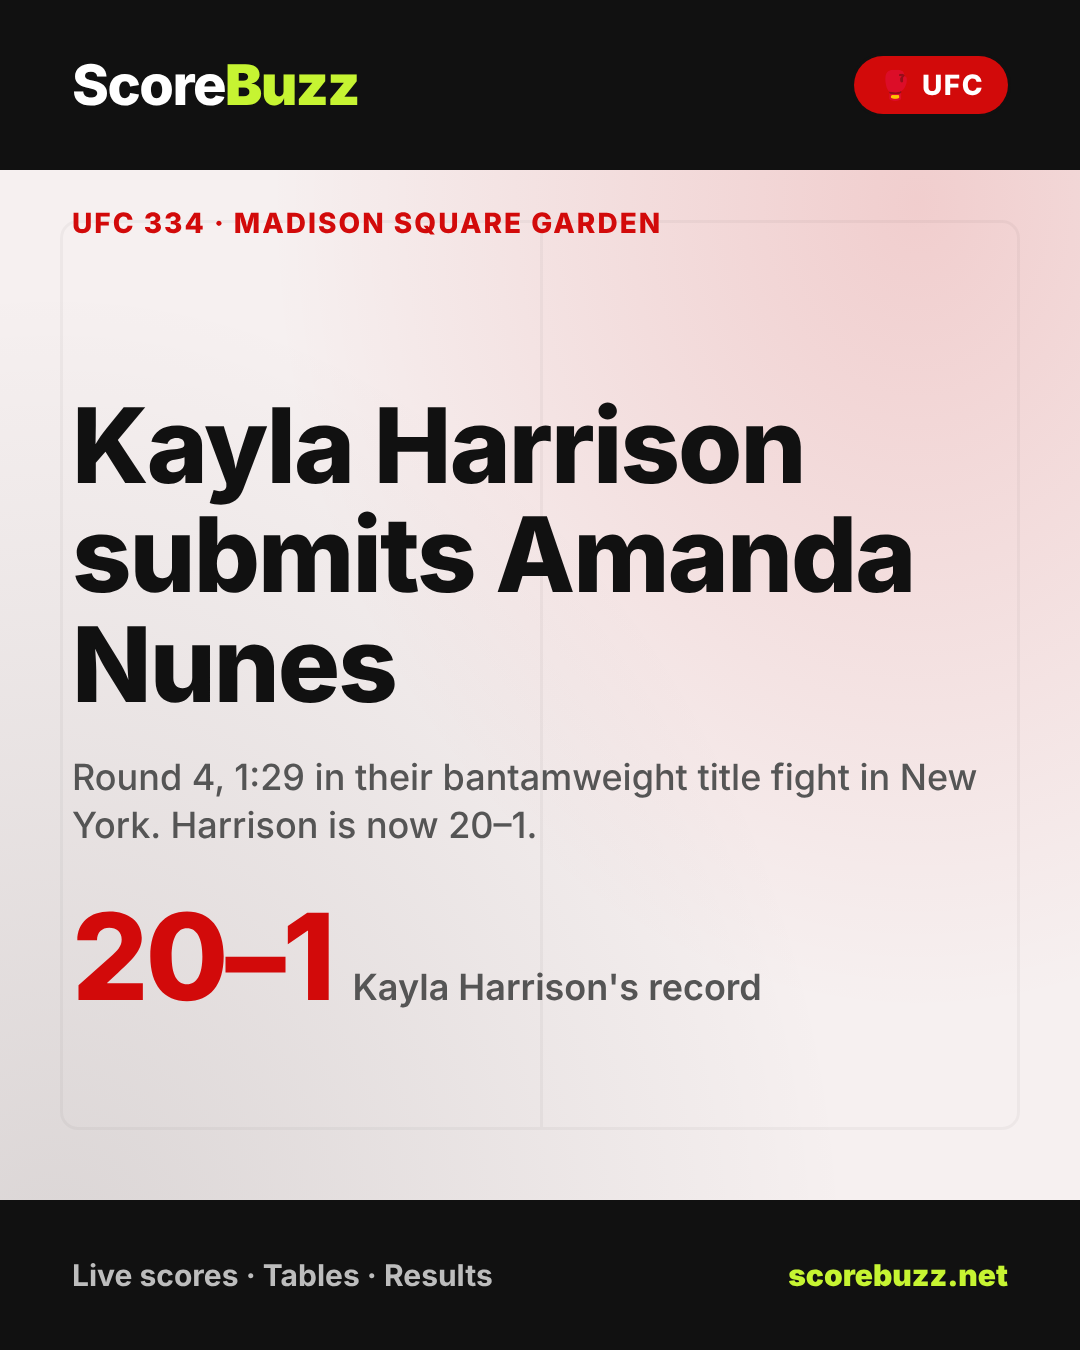 ScoreBuzz
UFC
UFC 334 · MADISON SQUARE GARDEN
Kayla Harrison
submits Amanda
Nunes
Round 4, 1:29 in their bantamweight title fight in New
York. Harrison is now 20–1.
20–1 Kayla Harrison's record
Live scores · Tables · Results
scorebuzz.net